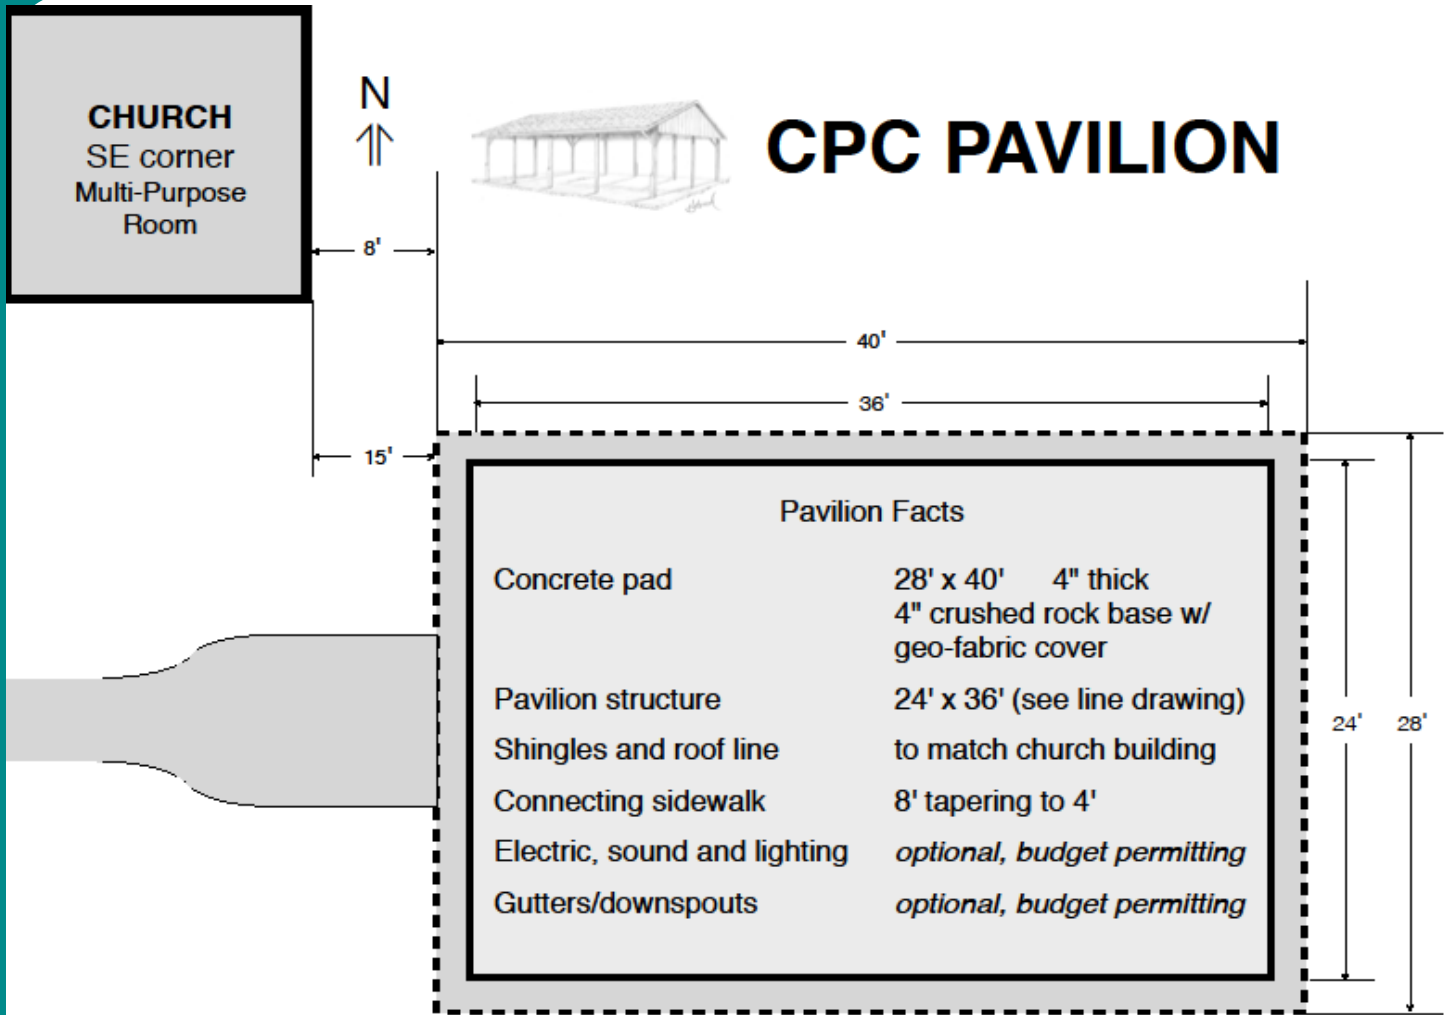 CHURCH
SE corner
Multi-Purpose
Room
N
CPC PAVILION
8'
40'
36'
15'
Pavilion Facts
Concrete pad 28' x 40' 4" thick
4" crushed rock base w/
geo-fabric cover
Pavilion structure 24' x 36' (see line drawing)
Shingles and roof line to match church building
Connecting sidewalk 8' tapering to 4'
Electric, sound and lighting optional, budget permitting
Gutters/downspouts optional, budget permitting
24'
28'